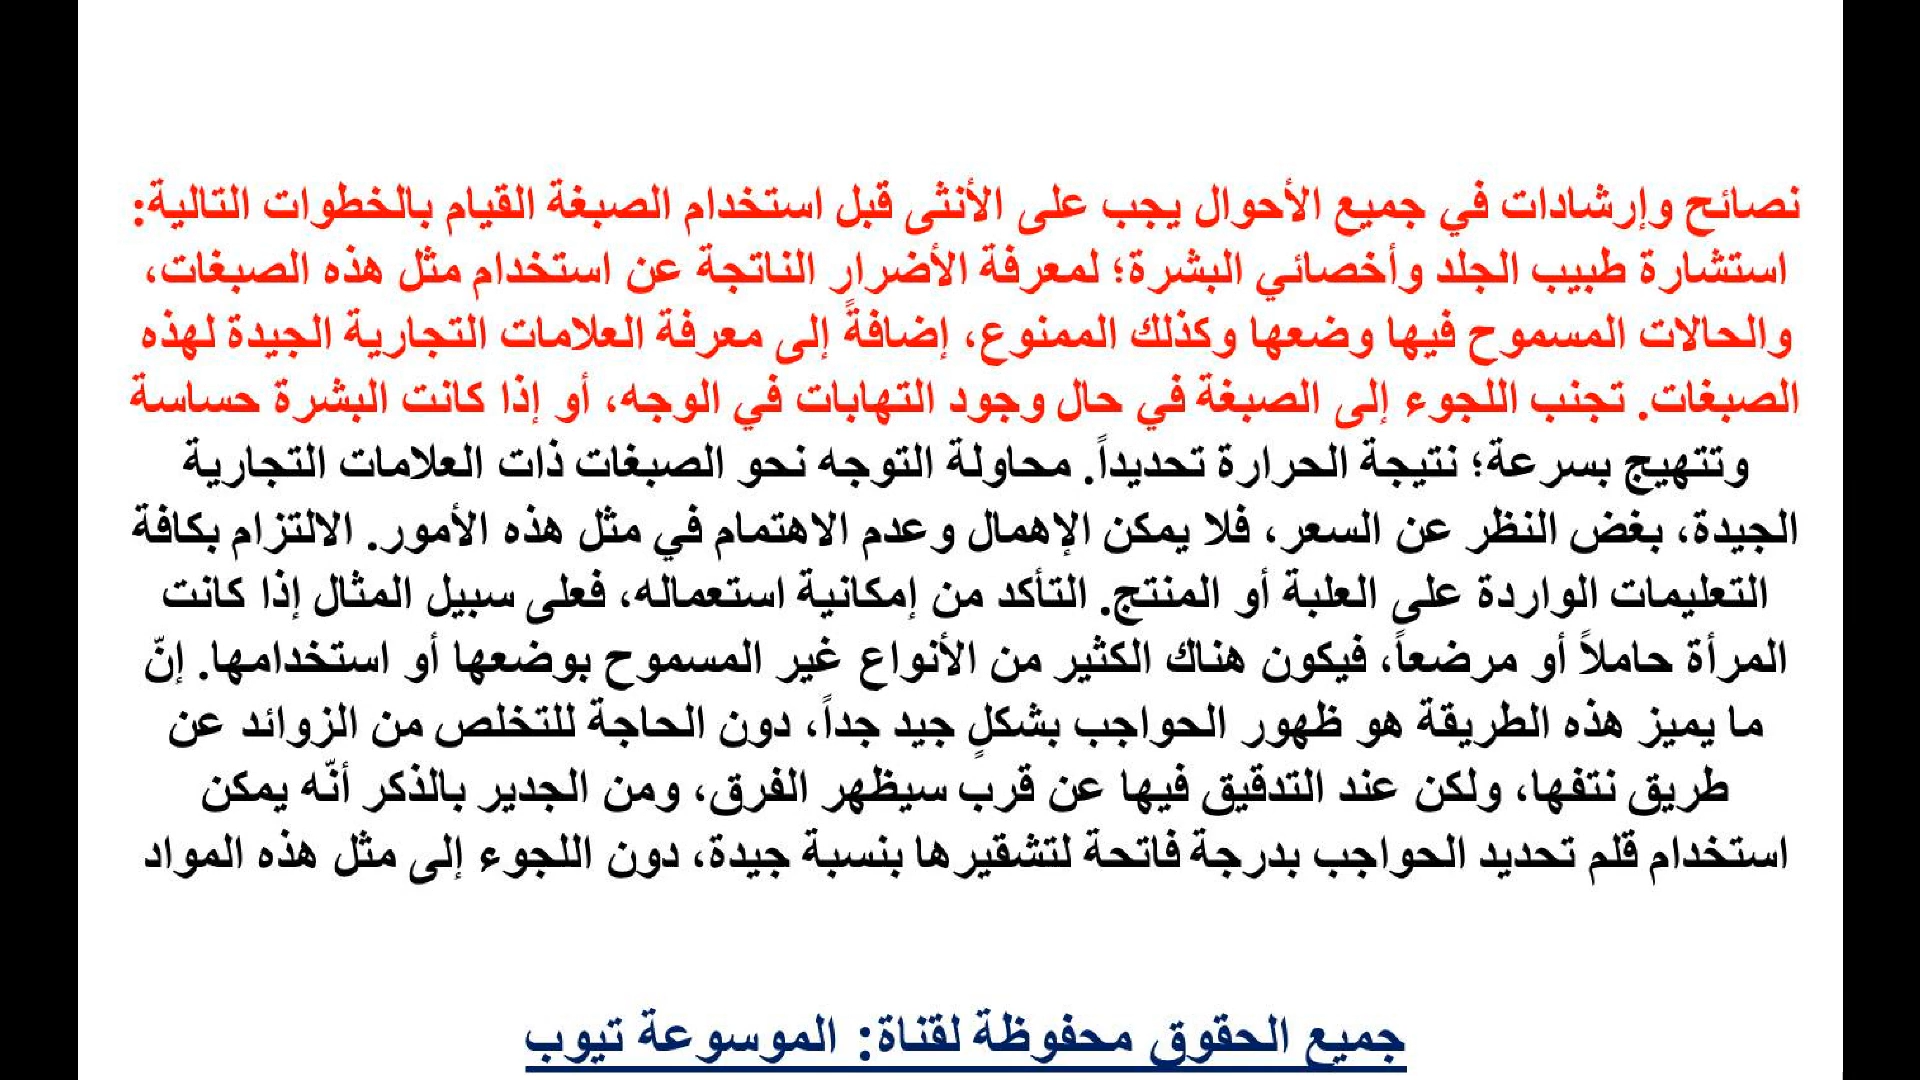 نصائح وإرشادات في جميع الأحوال يجب على الأنثى قبل استخدام الصبغة القيام بالخطوات التالية:
استشارة طبيب الجلد وأخصائي البشرة؛ لمعرفة الأضرار الناتجة عن استخدام مثل هذه الصبغات،
والحالات المسموح فيها وضعها وكذلك الممنوع، إضافةً إلى معرفة العلامات التجارية الجيدة لهذه
الصبغات. تجنب اللجوء إلى الصبغة في حال وجود التهابات في الوجه، أو إذا كانت البشرة حساسة
وتتهيج بسرعة؛ نتيجة الحرارة تحديداً. محاولة التوجه نحو الصبغات ذات العلامات التجارية
الجيدة، بغض النظر عن السعر، فلا يمكن الإهمال وعدم الاهتمام في مثل هذه الأمور. الالتزام بكافة
التعليمات الواردة على العلبة أو المنتج. التأكد من إمكانية استعماله، فعلى سبيل المثال إذا كانت
المرأة حاملاً أو مرضعاً، فيكون هناك الكثير من الأنواع غير المسموح بوضعها أو استخدامها. إنّ
ما يميز هذه الطريقة هو ظهور الحواجب بشكلٍ جيد جداً، دون الحاجة للتخلص من الزوائد عن
طريق نتفها، ولكن عند التدقيق فيها عن قرب سيظهر الفرق، ومن الجدير بالذكر أنّه يمكن
استخدام قلم تحديد الحواجب بدرجة فاتحة لتشقيرها بنسبة جيدة، دون اللجوء إلى مثل هذه المواد
جميع الحقوق محفوظة لقناة: الموسوعة تيوب